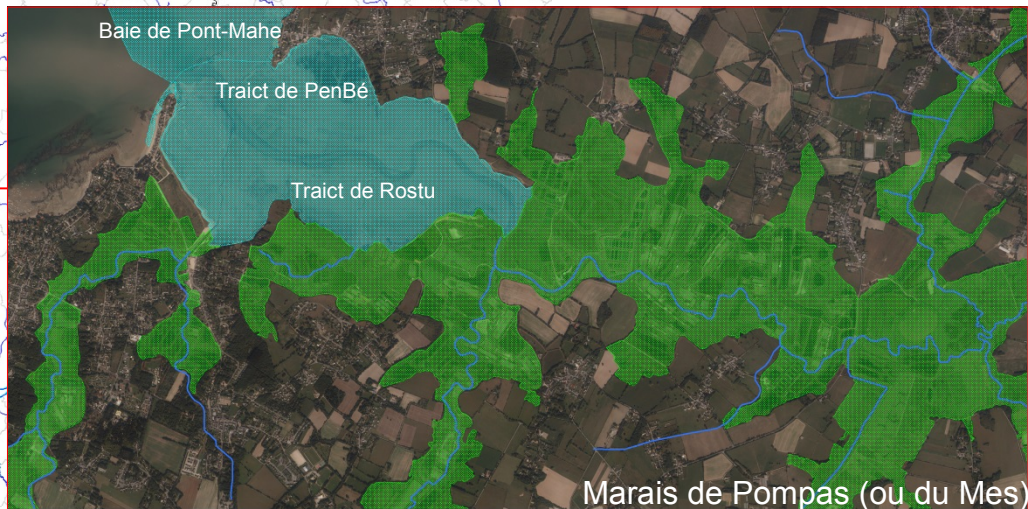 Baie de Pont-Mahe
Traict de PenBé
Traict de Rostu
Marais de Pompas (ou du Mes)